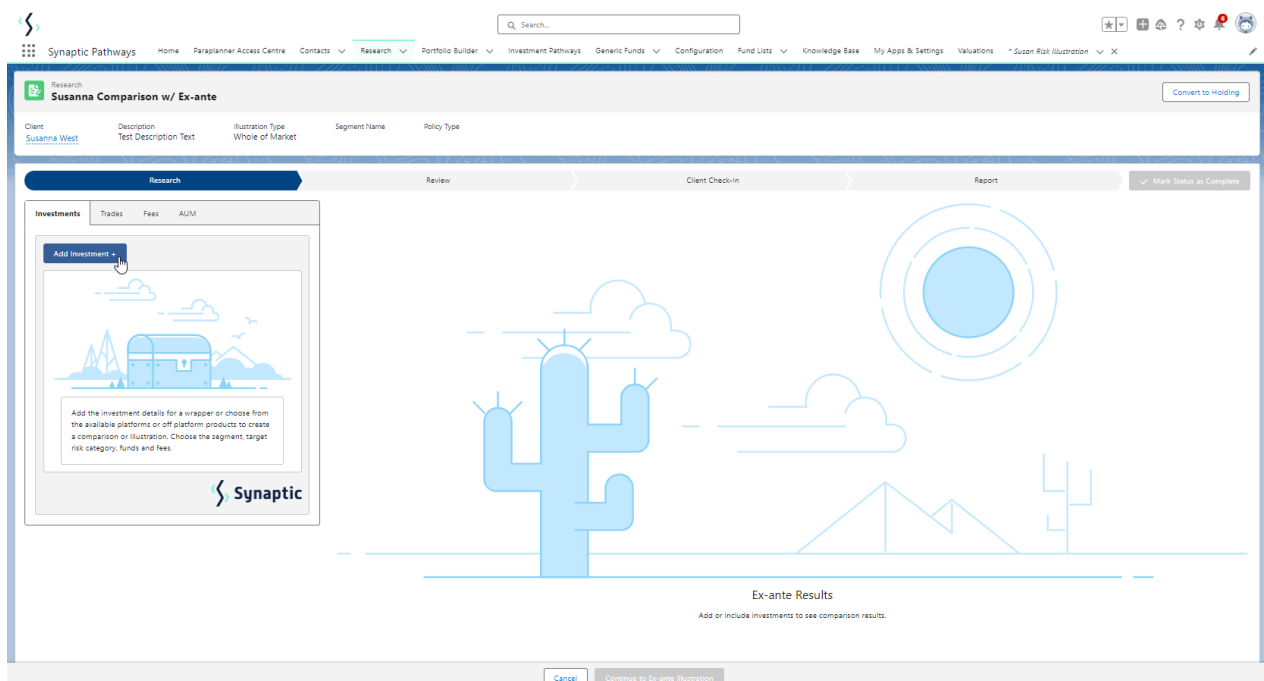 Search...
Synaptic Pathways
Home
Paraplanner Access Centre
Contacts
Research
Portfolio Builder
Investment Pathways
Generic Funds
Configuration
Fund Lists
Knowledge Base
My Apps & Settings
Valuations
* Susan Risk Illustration
Research
Susanna Comparison w/ Ex-ante
Convert to Holding
Client
Description
Illustration Type
Segment Name
Policy Type
Susanna West
Test Description Text
Whole of Market
Research
Review
Client Check-In
Report
Mark Status as Complete
Investments
Trades
Fees
AUM
Add Investment +
Add the investment details for a wrapper or choose from
the available platforms or off platform products to create
a comparison or illustration. Choose the segment, target
risk category, funds and fees.
Synaptic
Ex-ante Results
Add or include investments to see comparison results.
Cancel
Continue to Ex-ante Illustration